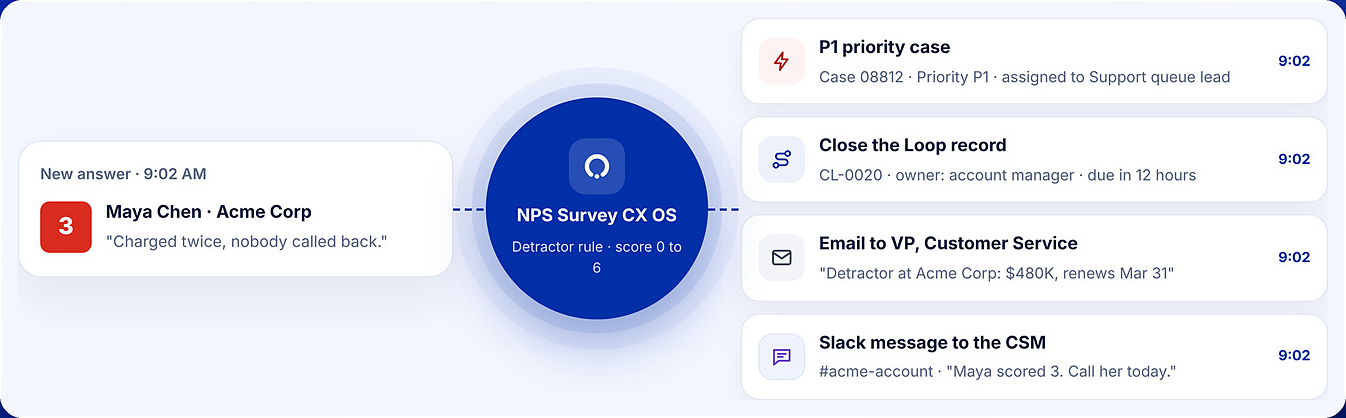 New answer · 9:02 AM
3
Maya Chen · Acme Corp
"Charged twice, nobody called back."
NPS Survey CX OS
Detractor rule · score 0 to
6
P1 priority case
Case 08812 · Priority P1 · assigned to Support queue lead
9:02
Close the Loop record
CL-0020 · owner: account manager · due in 12 hours
9:02
Email to VP, Customer Service
"Detractor at Acme Corp: $480K, renews Mar 31"
9:02
Slack message to the CSM
#acme-account · "Maya scored 3. Call her today."
9:02